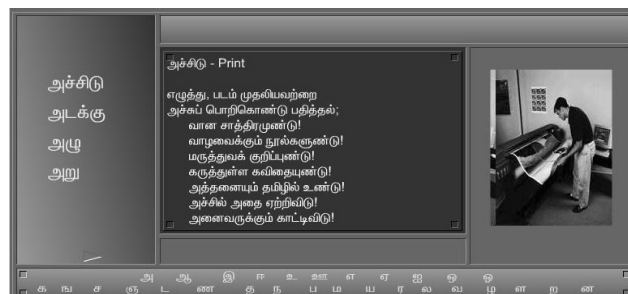 அச்சிடு
அடக்கு
அழு
அறு
அச்சிடு - Print
எழுத்து, படம் முதலியவற்றை
அச்சுப் பொறிகொண்டு பதித்தல்;
வான சாத்திரமுண்டு!
வாழவைக்கும் நூல்களுண்டு!
மருத்துவக் குறிப்புண்டு!
கருத்துள்ள கவிதையுண்டு!
அத்தனையும் தமிழில் உண்டு!
அச்சில் அதை ஏற்றிவிடு!
அனைவருக்கும் காட்டிவிடு!
அ ஆ இ ஈ உ ஊ எ ஏ ஐ ஒ ஓ
க ங ச ஞ ட ண த ந ப ம ய ர ல வ ழ ள ற ன